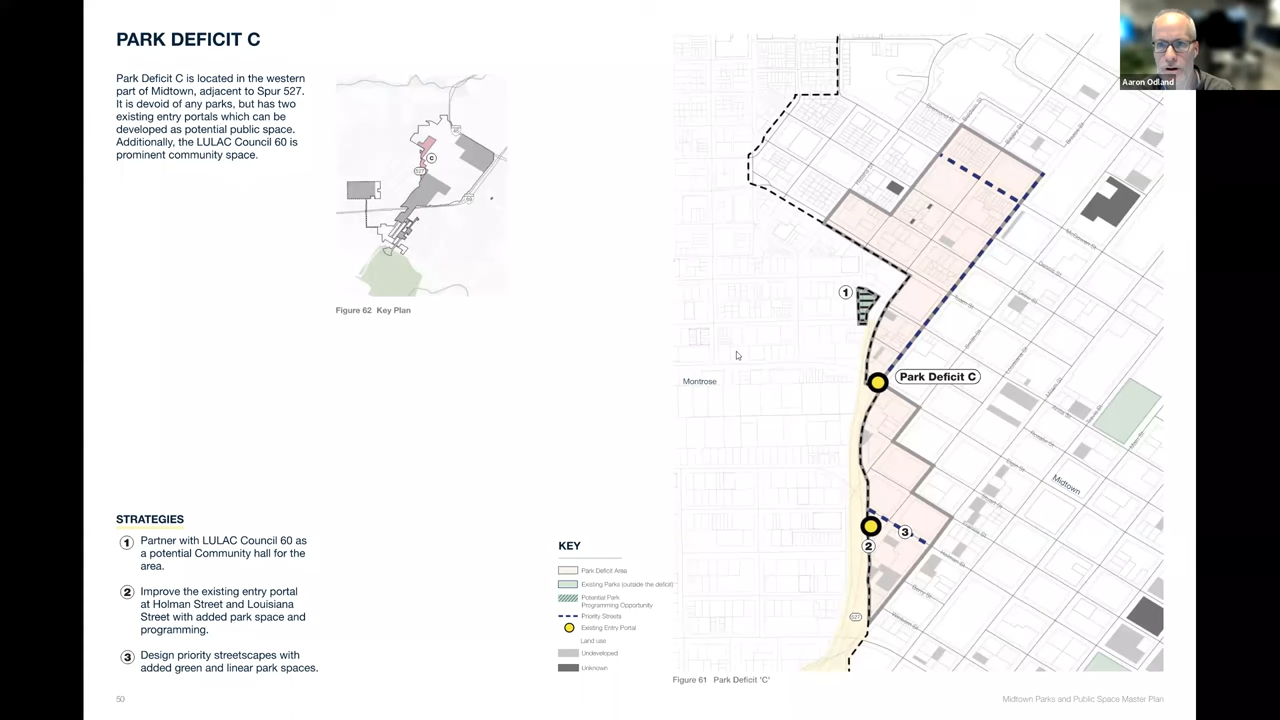 PARK DEFICIT C
Park Deficit C is located in the western
part of Midtown, adjacent to Spur 527.
It is devoid of any parks, but has two
existing entry portals which can be
developed as potential public space.
Additionally, the LULAC Council 60 is
prominent community space.
C
527
Figure 62 Key Plan
STRATEGIES
1 Partner with LULAC Council 60 as
a potential Community hall for the
area.
2 Improve the existing entry portal
at Holman Street and Louisiana
Street with added park space and
programming.
3 Design priority streetscapes with
added green and linear park spaces.
KEY
Park Deficit Area
Existing Parks (outside the deficit)
Potential Park
Programming Opportunity
Priority Streets
Existing Entry Portal
Land use
Undeveloped
Unknown
Aaron Odland
McGowen St
1
Montrose
Park Deficit C
Midtown
3
2
527
Figure 61 Park Deficit 'C'
50
Midtown Parks and Public Space Master Plan